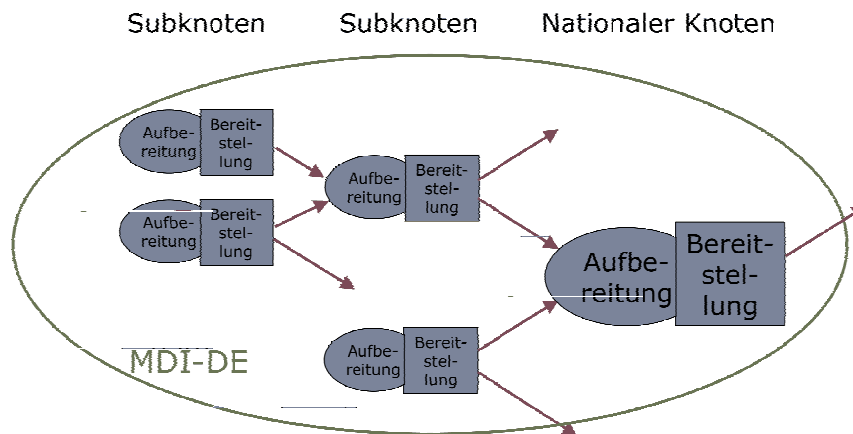 Subknoten
Subknoten
Nationaler Knoten
Aufbe-
reitung
Bereit-
stel-
lung
Aufbe-
reitung
Bereit-
stel-
lung
Aufbe-
reitung
Bereit-
stel-
lung
Aufbe-
reitung
Bereit-
stel-
lung
Aufbe-
reitung
Bereit-
stel-
lung
MDI-DE